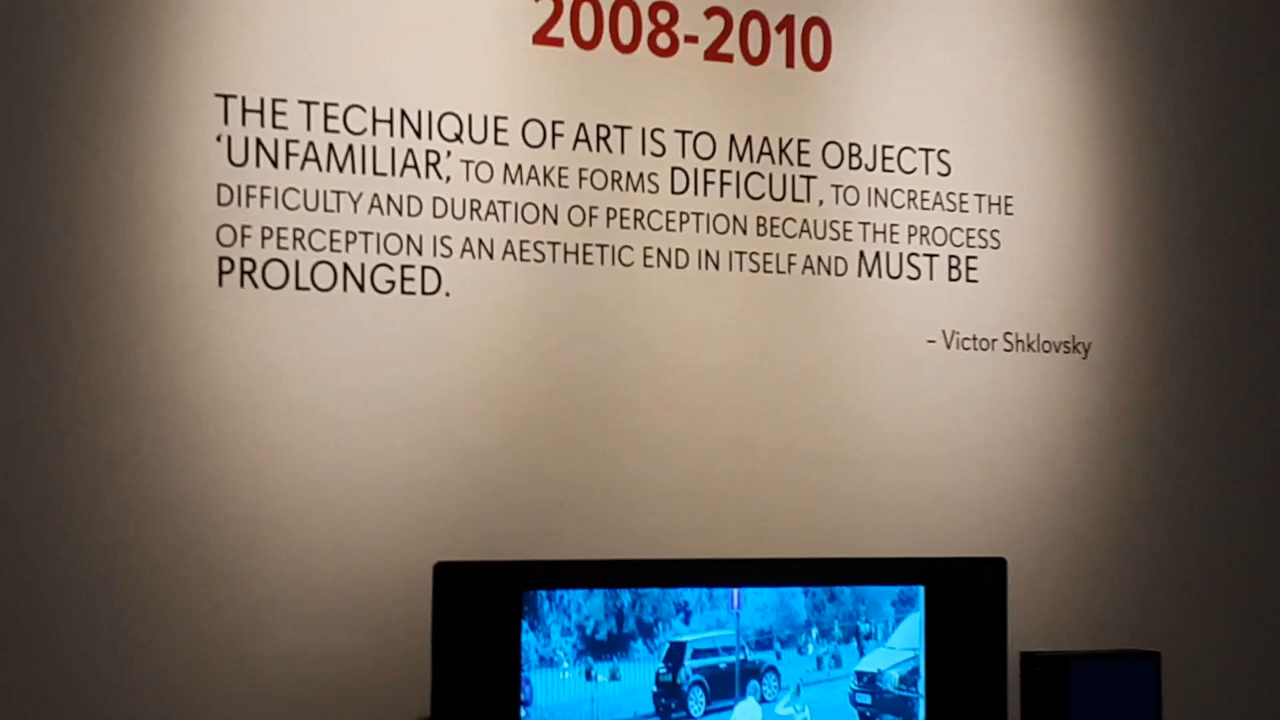 2008-2010
THE TECHNIQUE OF ART IS TO MAKE OBJECTS
‘UNFAMILIAR,’ TO MAKE FORMS DIFFICULT, TO INCREASE THE
DIFFICULTY AND DURATION OF PERCEPTION BECAUSE THE PROCESS
OF PERCEPTION IS AN AESTHETIC END IN ITSELF AND MUST BE
PROLONGED.
– Victor Shklovsky